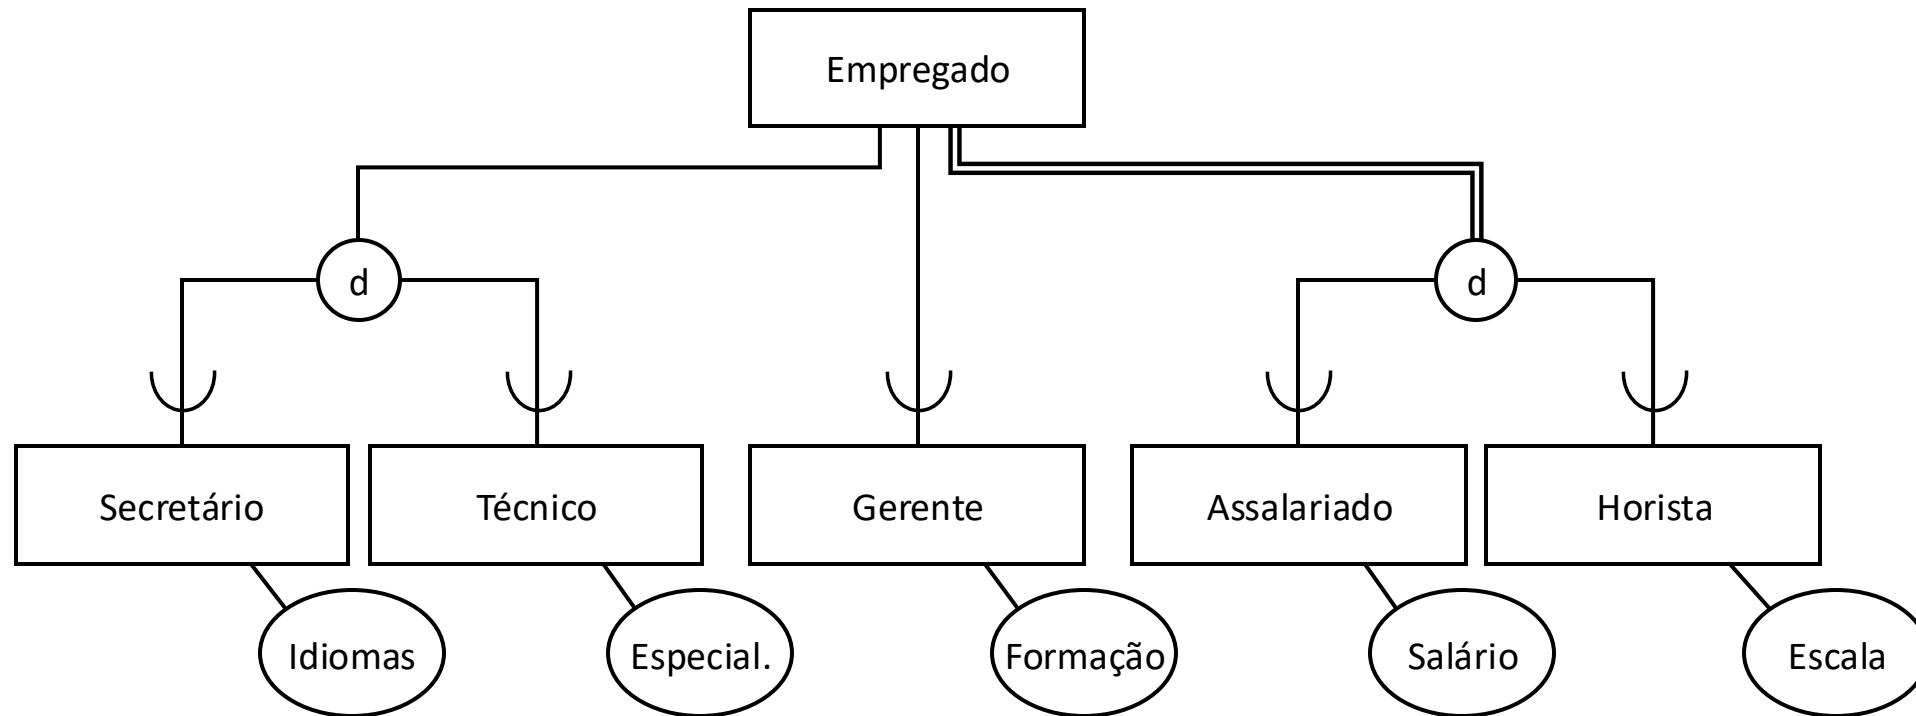 Empregado
d
d
Secretário
Técnico
Gerente
Assalariado
Horista
Idiomas
Especial.
Formação
Salário
Escala